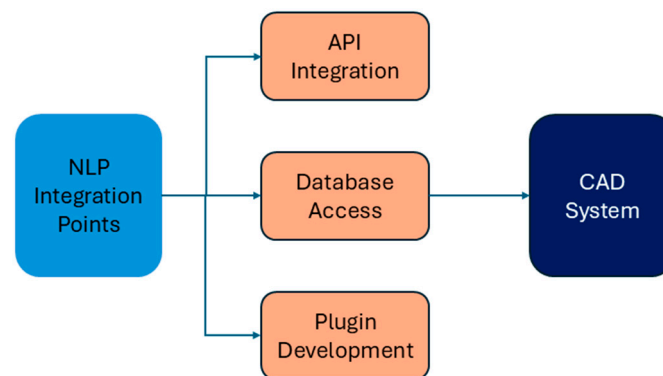 API
Integration
NLP
Integration
Points
Database
Access
CAD
System
Plugin
Development